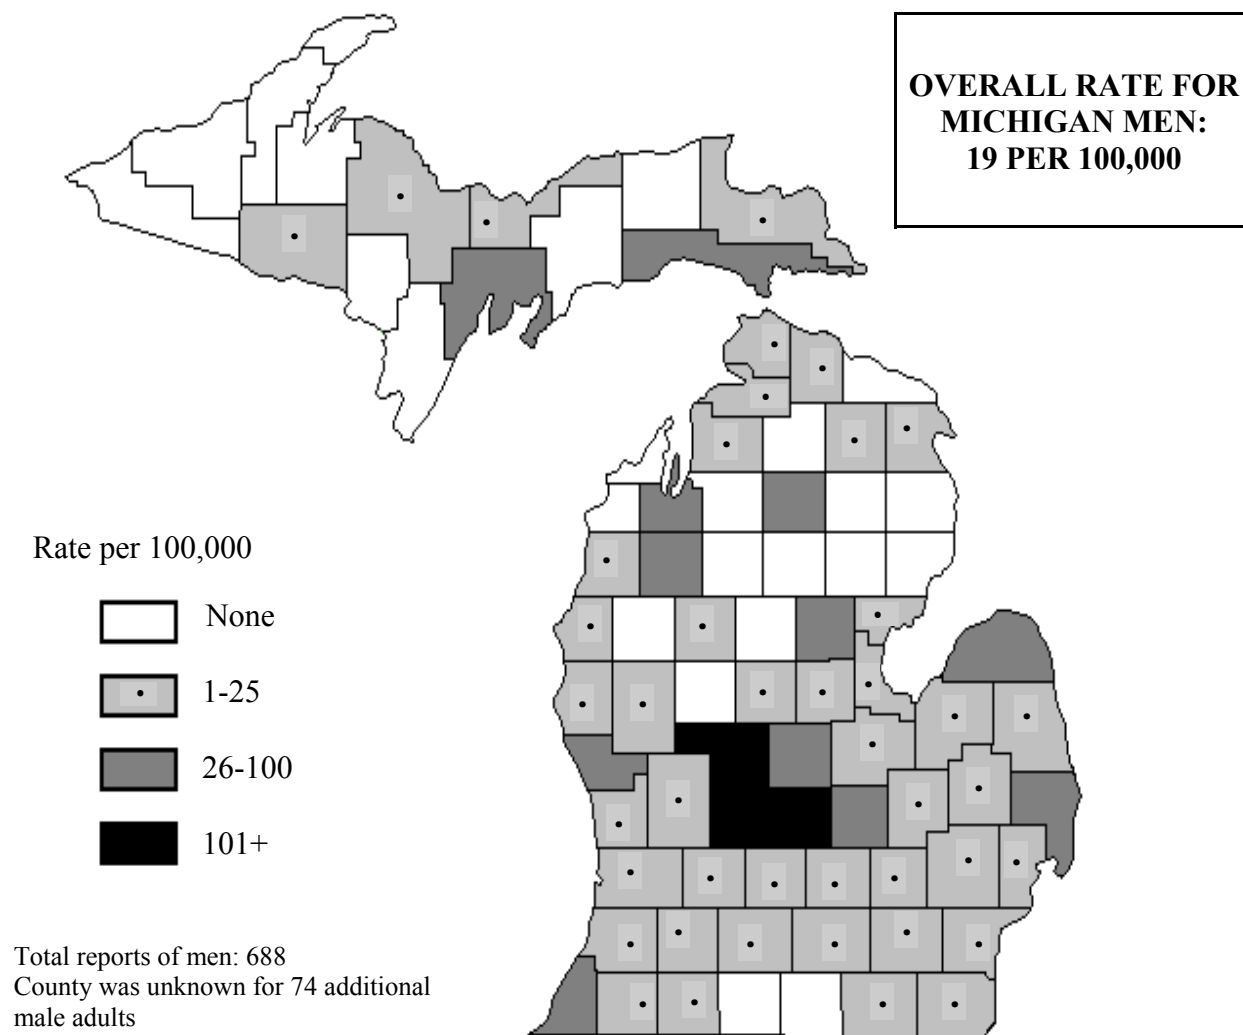 OVERALL RATE FOR
MICHIGAN MEN:
19 PER 100,000
Rate per 100,000
None
1-25
26-100
101+
Total reports of men: 688
County was unknown for 74 additional
male adults